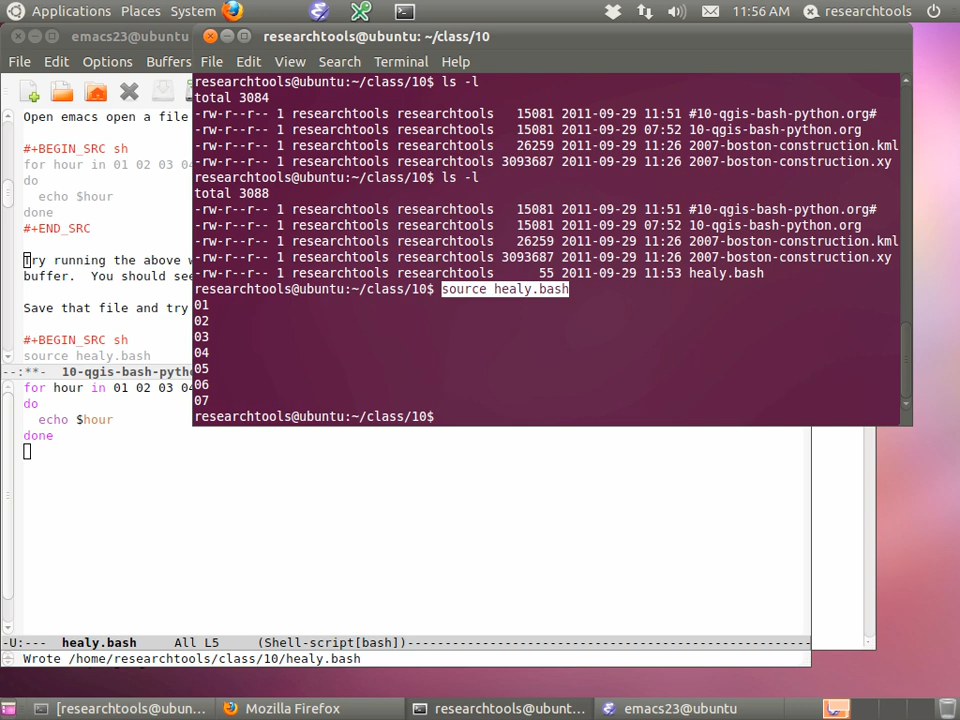 Applications Places System 11:56 AM researchtools
emacs23@ubuntu
File Edit Options Buffers
Open emacs open a file
#+BEGIN_SRC sh
for hour in 01 02 03 04
do
echo $hour
done
#+END_SRC
Try running the above
buffer. You should see
Save that file and try
#+BEGIN_SRC sh
source healy.bash
--:**- 10-qgis-bash-pytho
for hour in 01 02 03 04
do
echo $hour
done
-U:--- healy.bash All L5 (Shell-script[bash])
Wrote /home/researchtools/class/10/healy.bash
researchtools@ubuntu: ~/class/10
File Edit View Search Terminal Help
researchtools@ubuntu:~/class/10$ ls -l
total 3084
-rw-r--r-- 1 researchtools researchtools 15081 2011-09-29 11:51 #10-qgis-bash-python.org#
-rw-r--r-- 1 researchtools researchtools 15081 2011-09-29 07:52 10-qgis-bash-python.org
-rw-r--r-- 1 researchtools researchtools 26259 2011-09-29 11:26 2007-boston-construction.kml
-rw-r--r-- 1 researchtools researchtools 3093687 2011-09-29 11:26 2007-boston-construction.xy
researchtools@ubuntu:~/class/10$ ls -l
total 3088
-rw-r--r-- 1 researchtools researchtools 15081 2011-09-29 11:51 #10-qgis-bash-python.org#
-rw-r--r-- 1 researchtools researchtools 15081 2011-09-29 07:52 10-qgis-bash-python.org
-rw-r--r-- 1 researchtools researchtools 26259 2011-09-29 11:26 2007-boston-construction.kml
-rw-r--r-- 1 researchtools researchtools 3093687 2011-09-29 11:26 2007-boston-construction.xy
-rw-r--r-- 1 researchtools researchtools 55 2011-09-29 11:53 healy.bash
researchtools@ubuntu:~/class/10$ source healy.bash
01
02
03
04
05
06
07
researchtools@ubuntu:~/class/10$
[researchtools@ubun... Mozilla Firefox researchtools@ubuntu:... emacs23@ubuntu